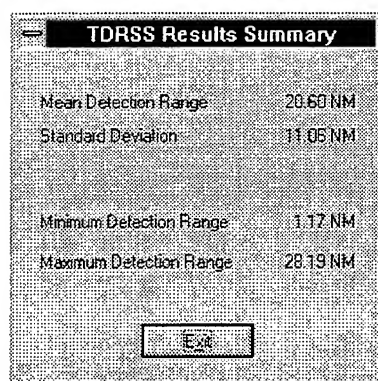 TDRSS Results Summary
Mean Detection Range 20.60 NM
Standard Deviation 11.05 NM
Minimum Detection Range 1.17 NM
Maximum Detection Range 28.19 NM
Exit